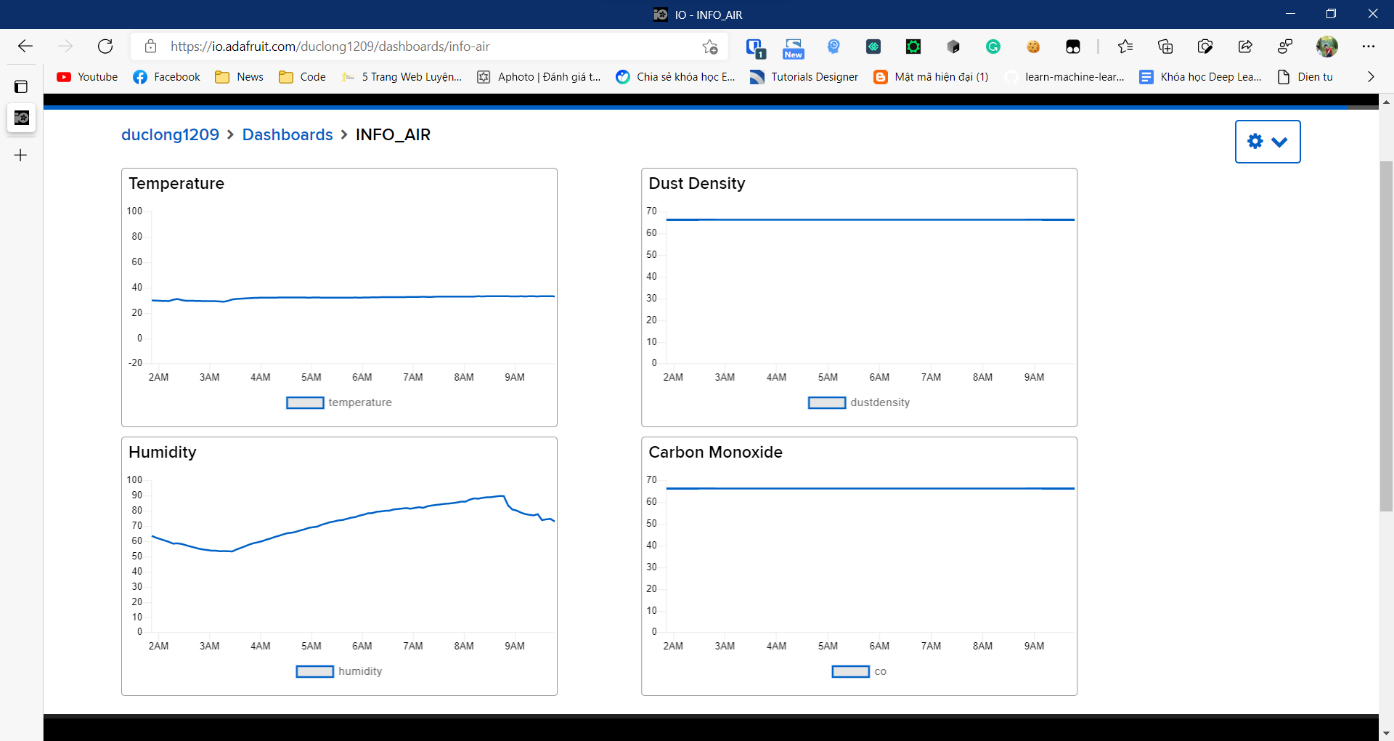 IO - INFO_AIR
https://io.adafruit.com/duclong1209/dashboards/info-air
1
New
Youtube
Facebook
News
Code
5 Trang Web Luyện...
Aphoto | Đánh giá t...
Chia sẻ khóa học E...
Tutorials Designer
Mật mã hiện đại (1)
learn-machine-lear...
Khóa học Deep Lea...
Dien tu
duclong1209 > Dashboards > INFO_AIR
Temperature
100
80
60
40
20
0
-20
2AM 3AM 4AM 5AM 6AM 7AM 8AM 9AM
temperature
Dust Density
70
60
50
40
30
20
10
0
2AM 3AM 4AM 5AM 6AM 7AM 8AM 9AM
dustdensity
Humidity
100
90
80
70
60
50
40
30
20
10
0
2AM 3AM 4AM 5AM 6AM 7AM 8AM 9AM
humidity
Carbon Monoxide
70
60
50
40
30
20
10
0
2AM 3AM 4AM 5AM 6AM 7AM 8AM 9AM
co